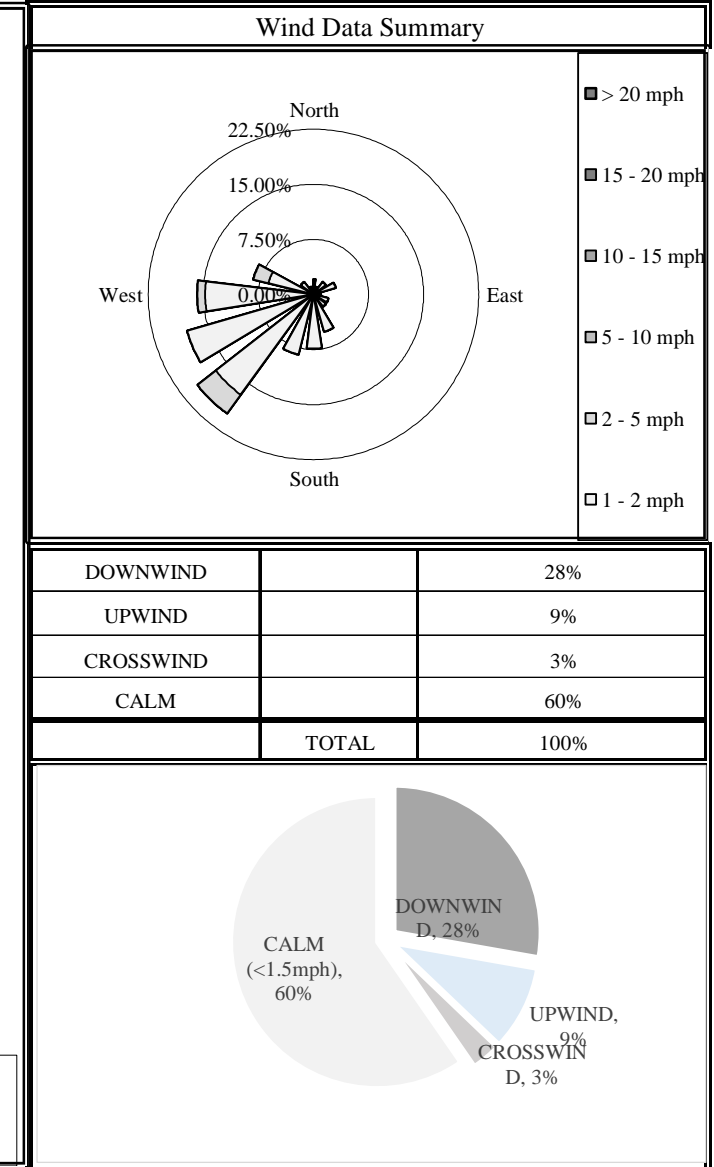 Wind Data Summary
North
22.50%
15.00%
7.50%
West
0.00%
East
South
> 20 mph
15 - 20 mph
10 - 15 mph
5 - 10 mph
2 - 5 mph
1 - 2 mph
DOWNWIND 28%
UPWIND 9%
CROSSWIND 3%
CALM 60%
TOTAL 100%
DOWNWIN
D, 28%
CALM
(<1.5mph),
60%
UPWIND,
9%
CROSSWIN
D, 3%